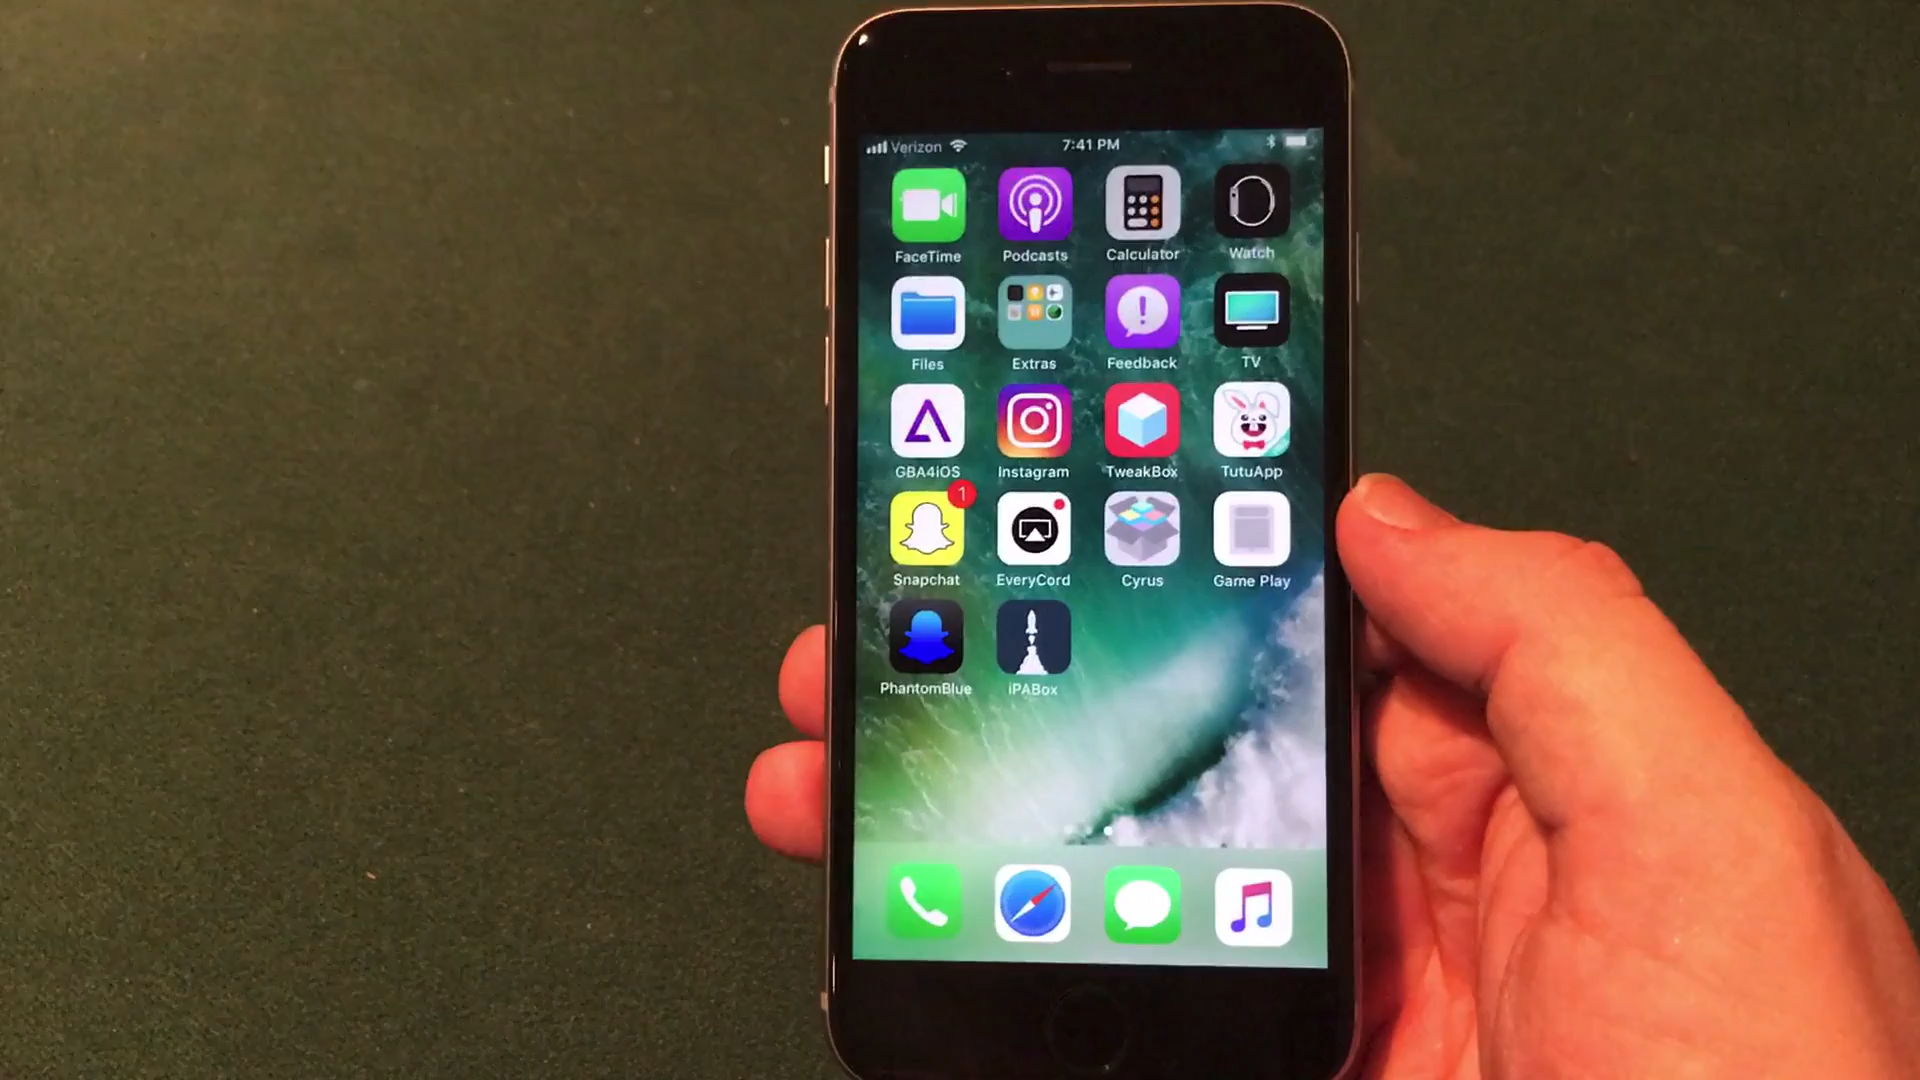 Verizon 7:41 PM
FaceTime Podcasts Calculator Watch
Files Extras Feedback TV
GBA4iOS Instagram TweakBox TutuApp
1
Snapchat EveryCord Cyrus Game Play
PhantomBlue iPABox